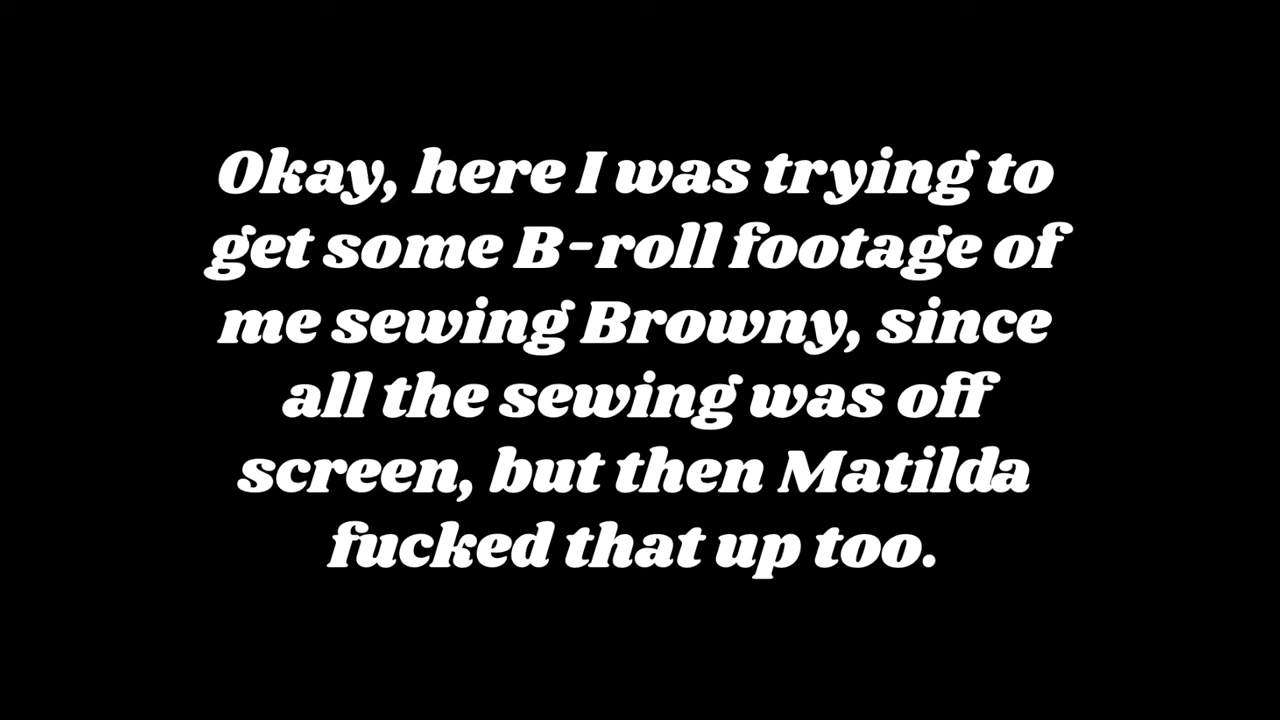 Okay, here I was trying to
get some B-roll footage of
me sewing Browny, since
all the sewing was off
screen, but then Matilda
fucked that up too.